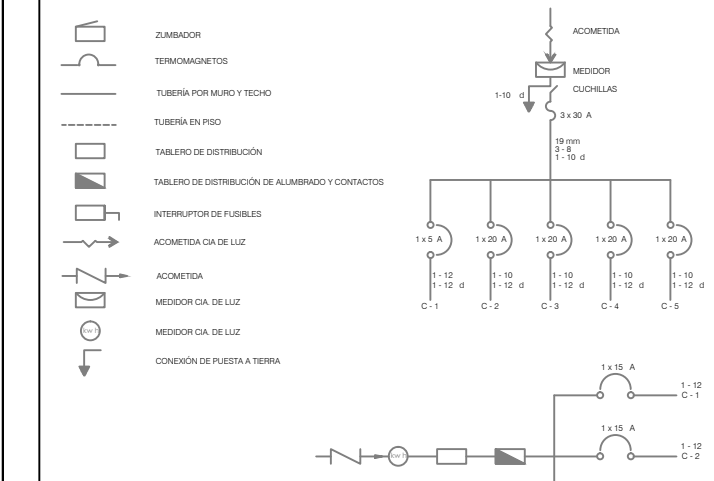 ZUMBADOR
TERMOMAGNETOS
TUBERÍA POR MURO Y TECHO
TUBERÍA EN PISO
TABLERO DE DISTRIBUCIÓN
TABLERO DE DISTRIBUCIÓN DE ALUMBRADO Y CONTACTOS
INTERRUPTOR DE FUSIBLES
ACOMETIDA CIA DE LUZ
ACOMETIDA
MEDIDOR CIA. DE LUZ
kw h
MEDIDOR CIA. DE LUZ
CONEXIÓN DE PUESTA A TIERRA
ACOMETIDA
MEDIDOR
CUCHILLAS
1-10 d
3 x 30 A
19 mm
3 - 8
1 - 10 d
1 x 5 A
1 x 20 A
1 x 20 A
1 x 20 A
1 x 20 A
1 - 12
1 - 12 d
C - 1
1 - 10
1 - 12 d
C - 2
1 - 10
1 - 12 d
C - 3
1 - 10
1 - 12 d
C - 4
1 - 10
1 - 12 d
C - 5
1 x 15 A
1 - 12
C - 1
1 x 15 A
1 - 12
C - 2
kw h